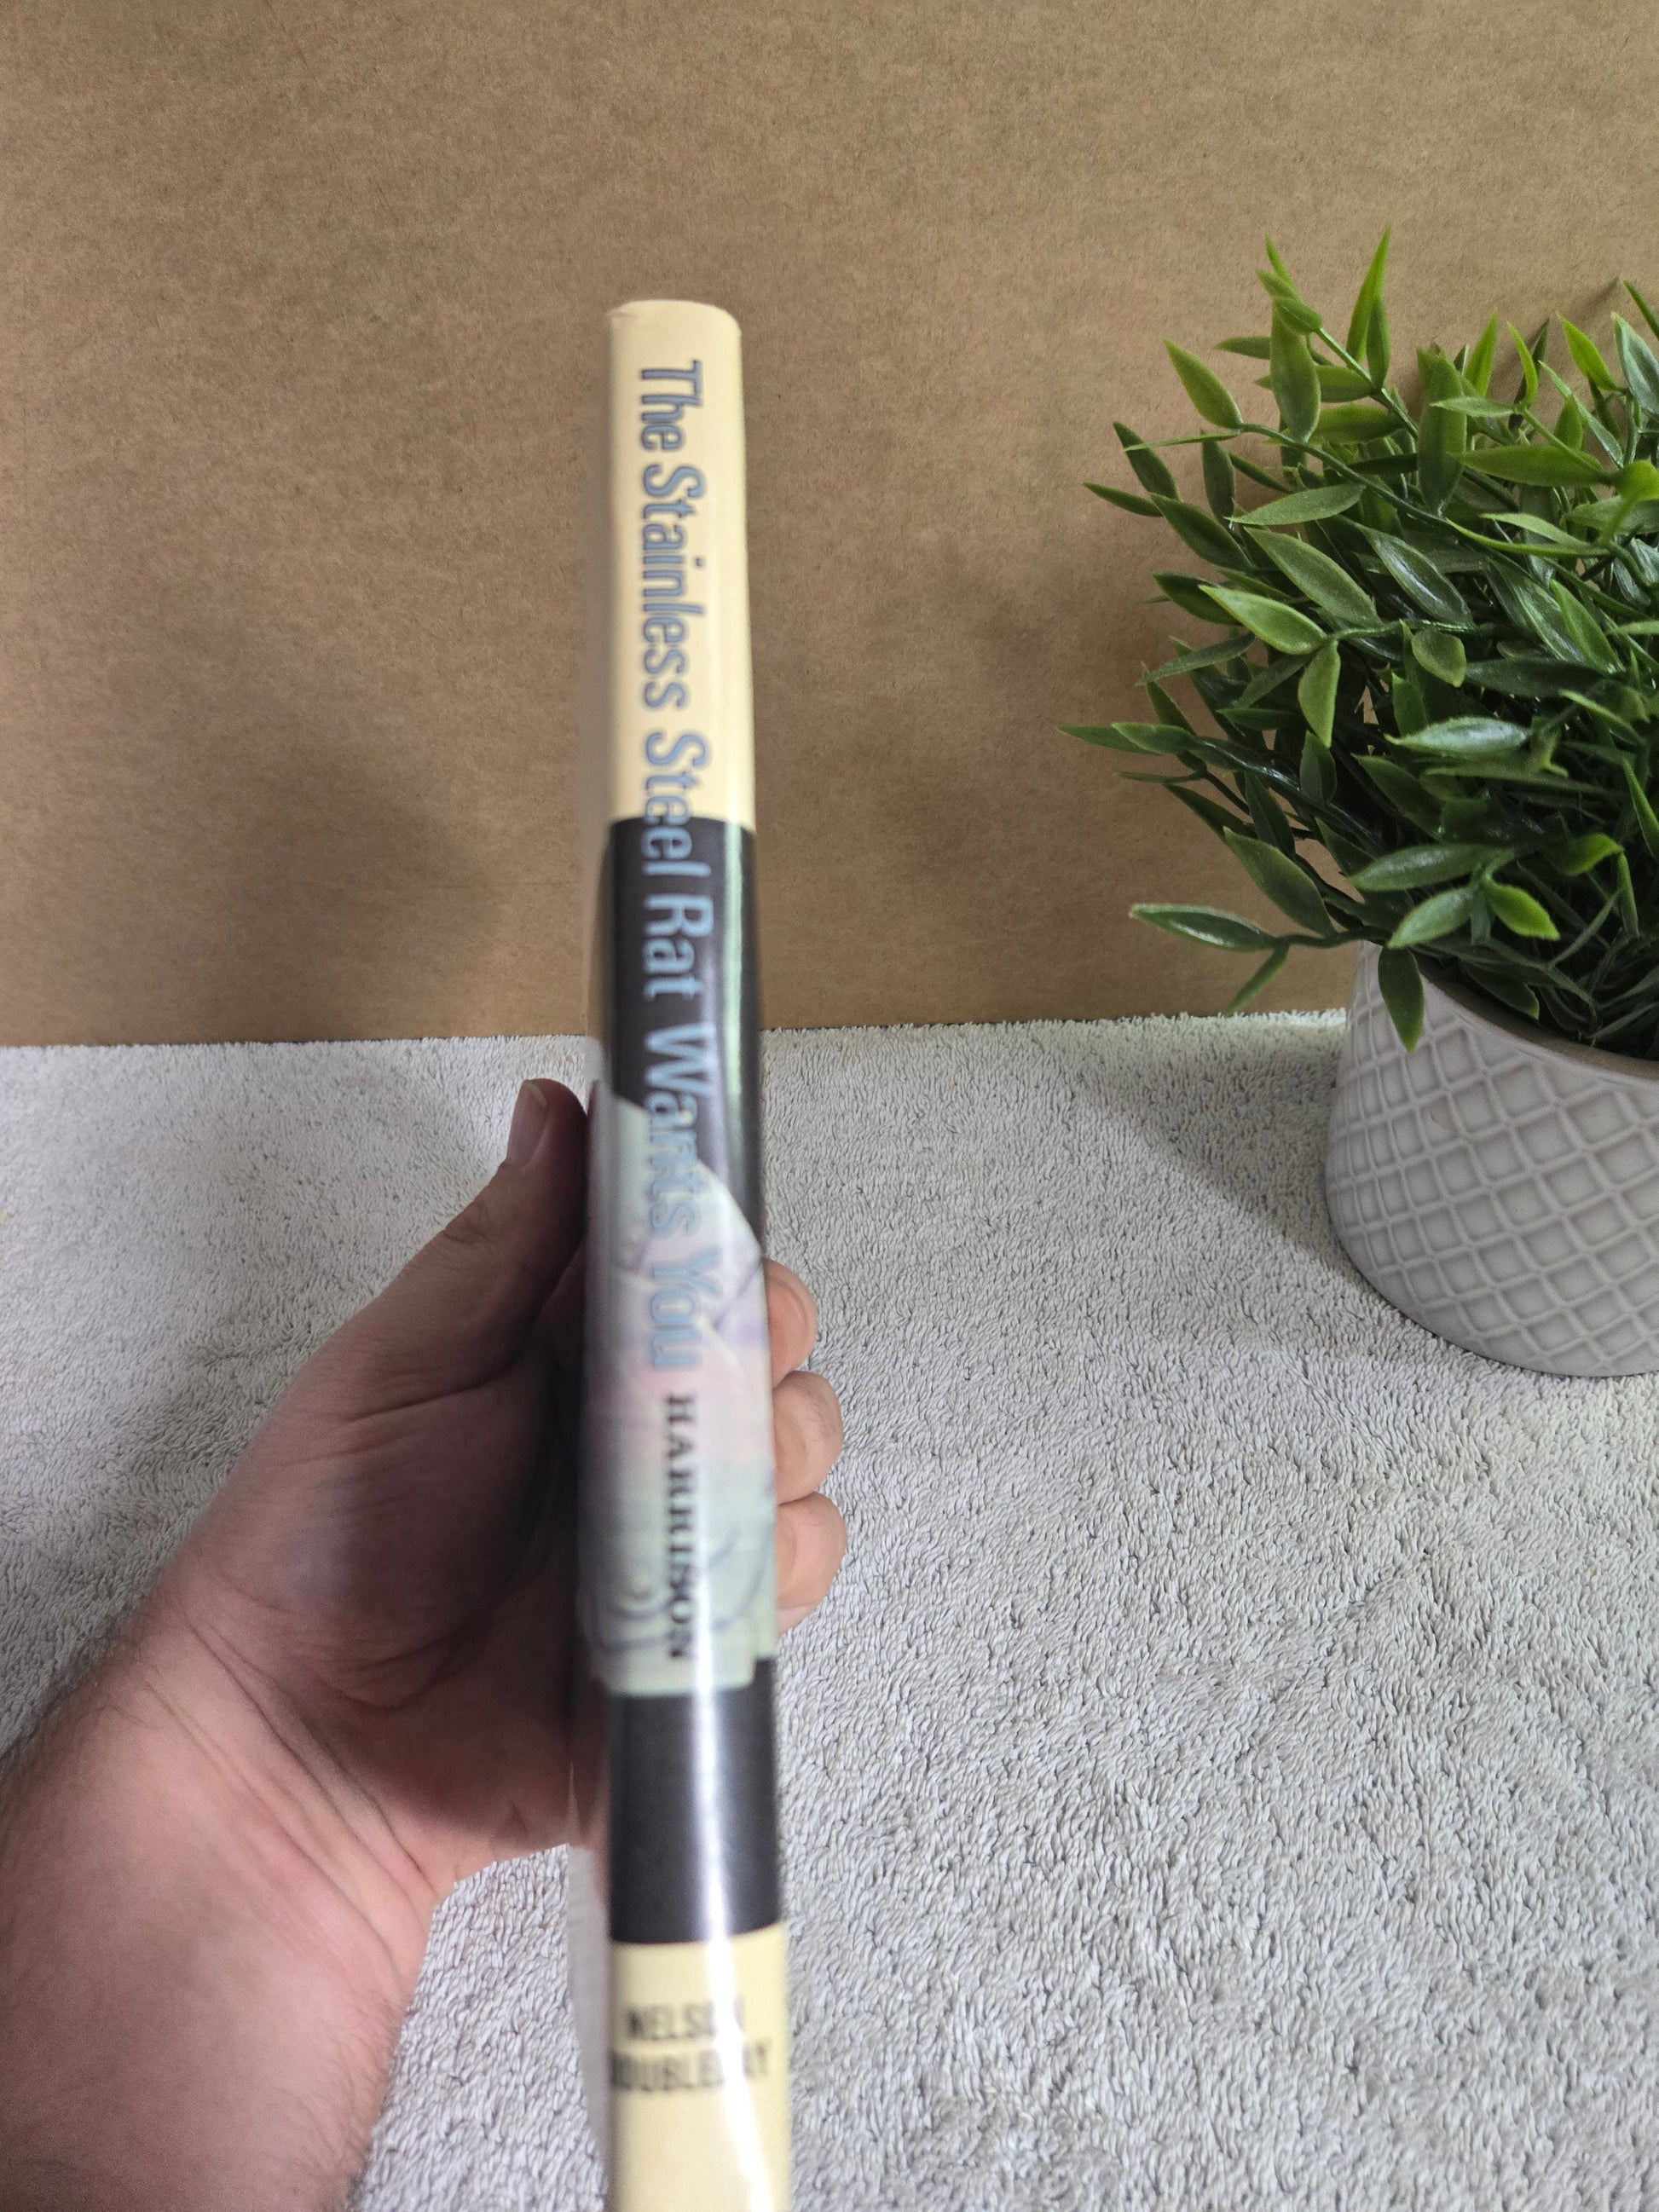 The Stainless Steel Rat Wants You
HARRISON
NELSON
DOUBLEDAY